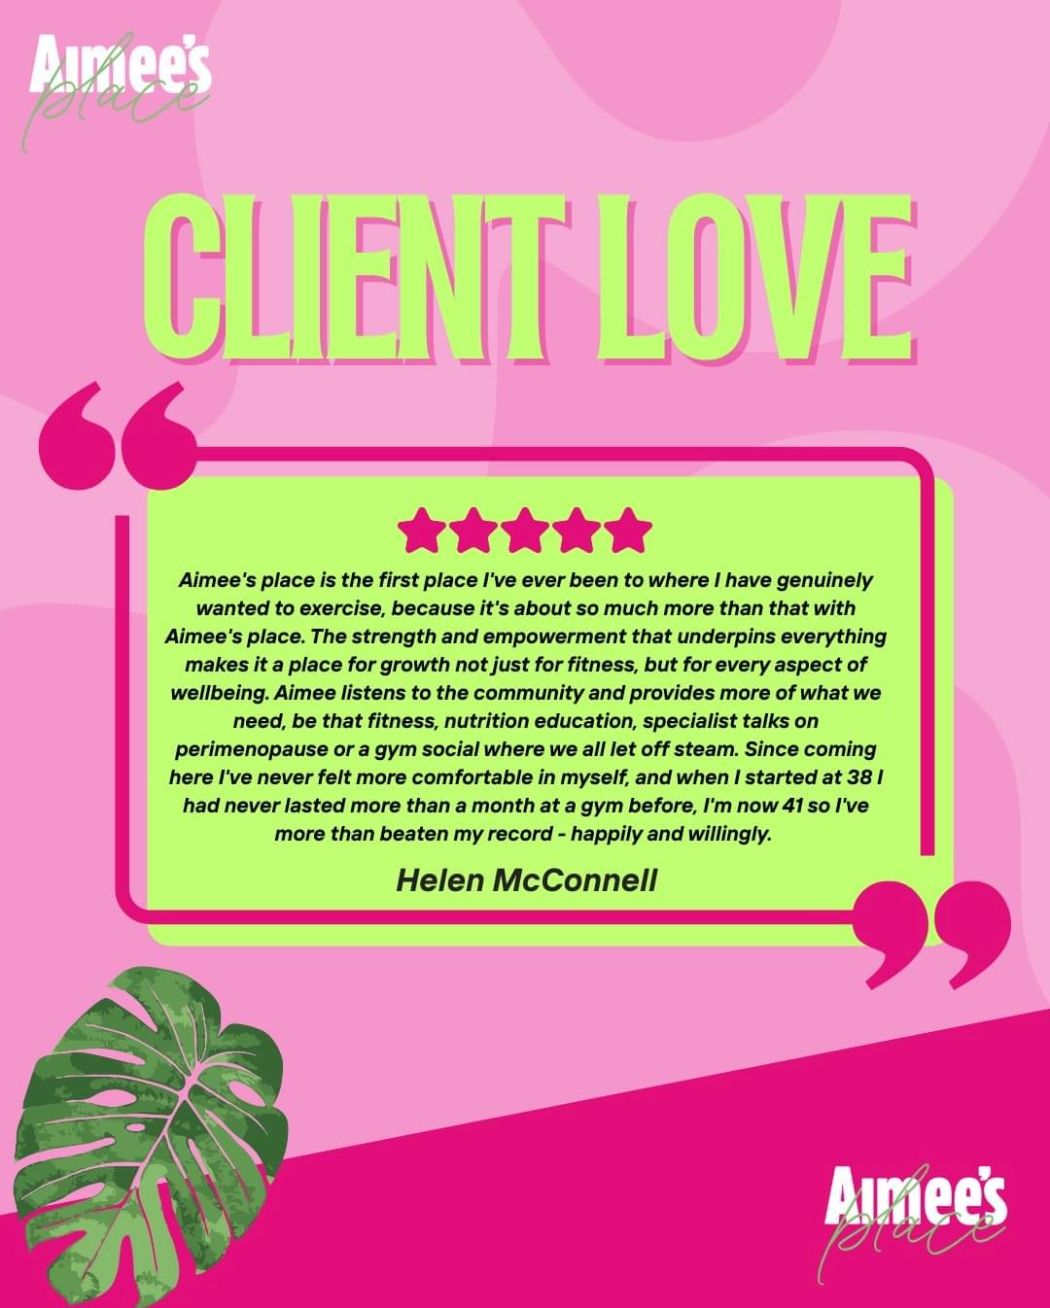 Aimee's
place
CLIENT LOVE
Aimee's place is the first place I've ever been to where I have genuinely
wanted to exercise, because it's about so much more than that with
Aimee's place. The strength and empowerment that underpins everything
makes it a place for growth not just for fitness, but for every aspect of
wellbeing. Aimee listens to the community and provides more of what we
need, be that fitness, nutrition education, specialist talks on
perimenopause or a gym social where we all let off steam. Since coming
here I've never felt more comfortable in myself, and when I started at 38 I
had never lasted more than a month at a gym before, I'm now 41 so I've
more than beaten my record - happily and willingly.
Helen McConnell
Aimee's
place